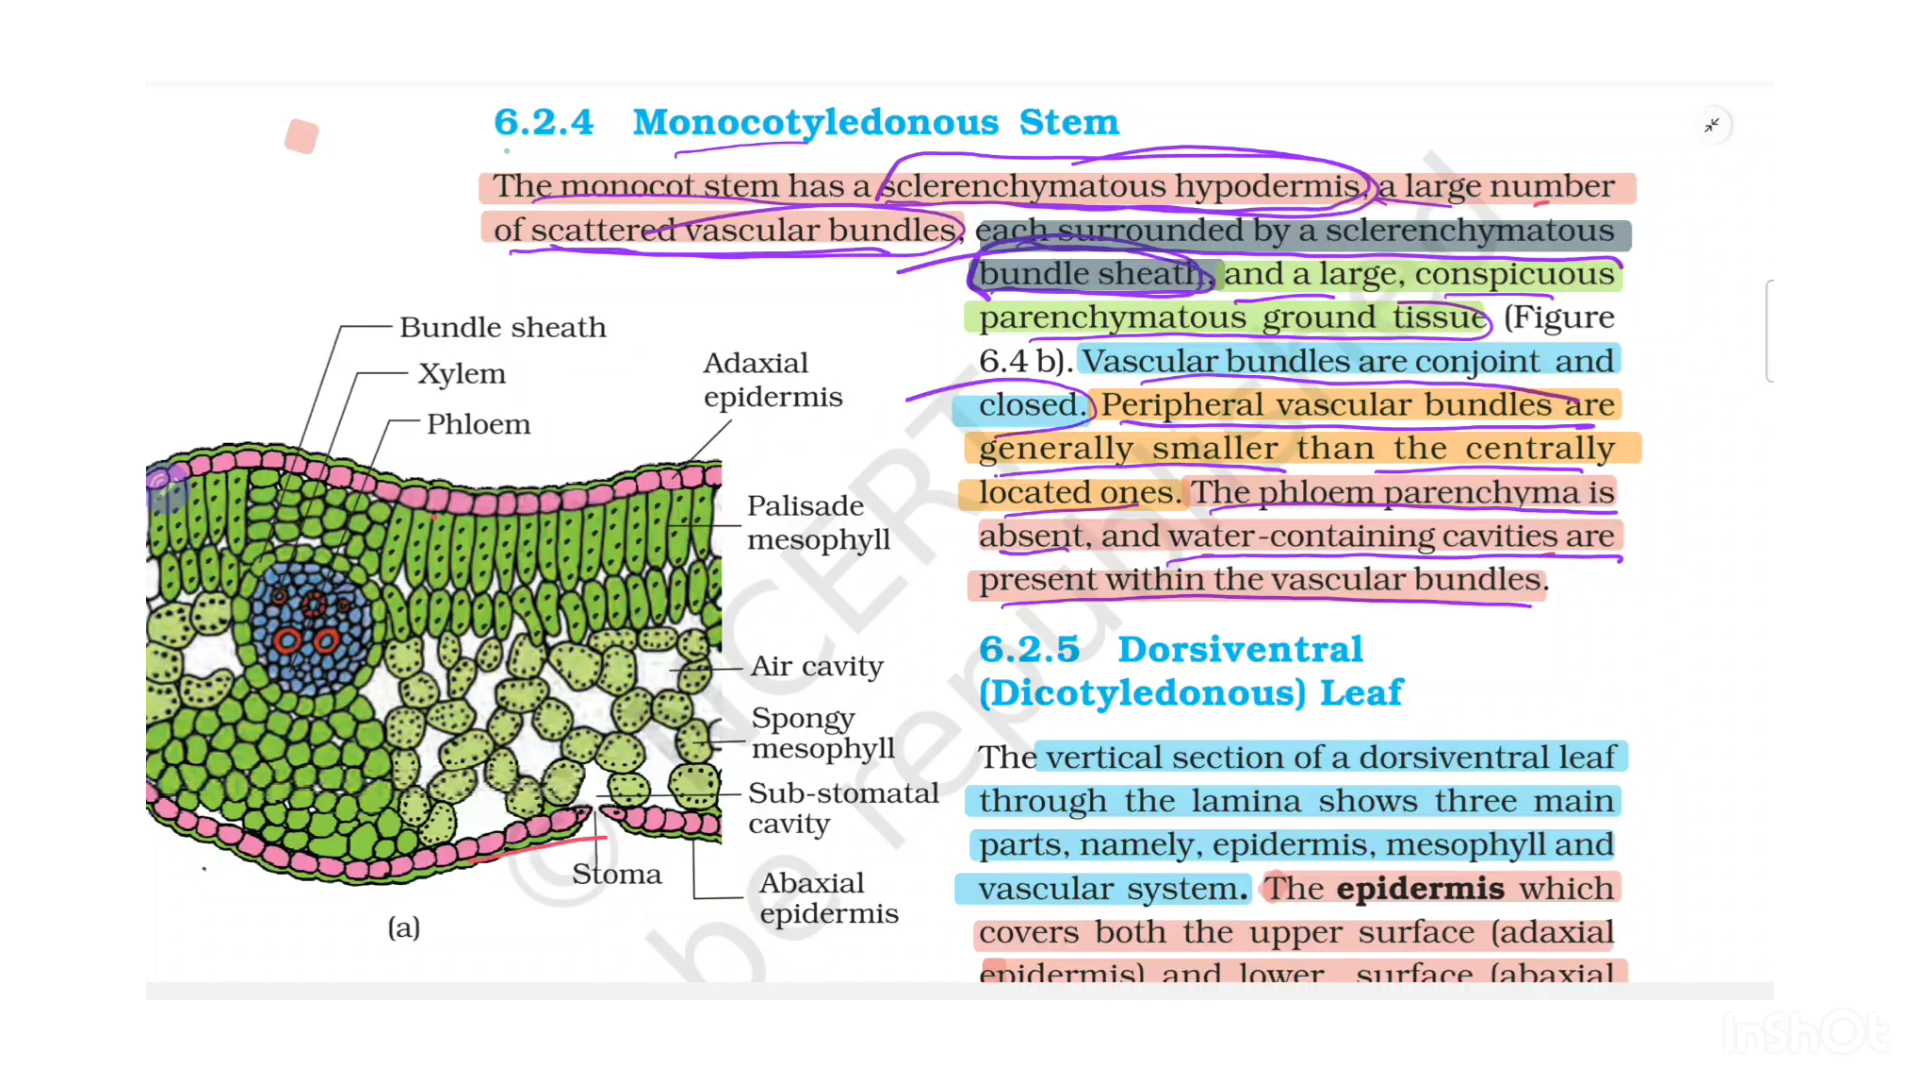 6.2.4 Monocotyledonous Stem
The monocot stem has a sclerenchymatous hypodermis, a large number
of scattered vascular bundles, each surrounded by a sclerenchymatous
bundle sheath, and a large, conspicuous
parenchymatous ground tissue (Figure
6.4 b). Vascular bundles are conjoint and
closed. Peripheral vascular bundles are
generally smaller than the centrally
located ones. The phloem parenchyma is
absent, and water-containing cavities are
present within the vascular bundles.
Bundle sheath
Xylem
Phloem
Adaxial
epidermis
Palisade
mesophyll
Air cavity
Spongy
mesophyll
Sub-stomatal
cavity
Stoma
Abaxial
epidermis
(a)
6.2.5 Dorsiventral
(Dicotyledonous) Leaf
The vertical section of a dorsiventral leaf
through the lamina shows three main
parts, namely, epidermis, mesophyll and
vascular system. The epidermis which
covers both the upper surface (adaxial
epidermis) and lower surface (abaxial
© NCERT
be republished
InShOt